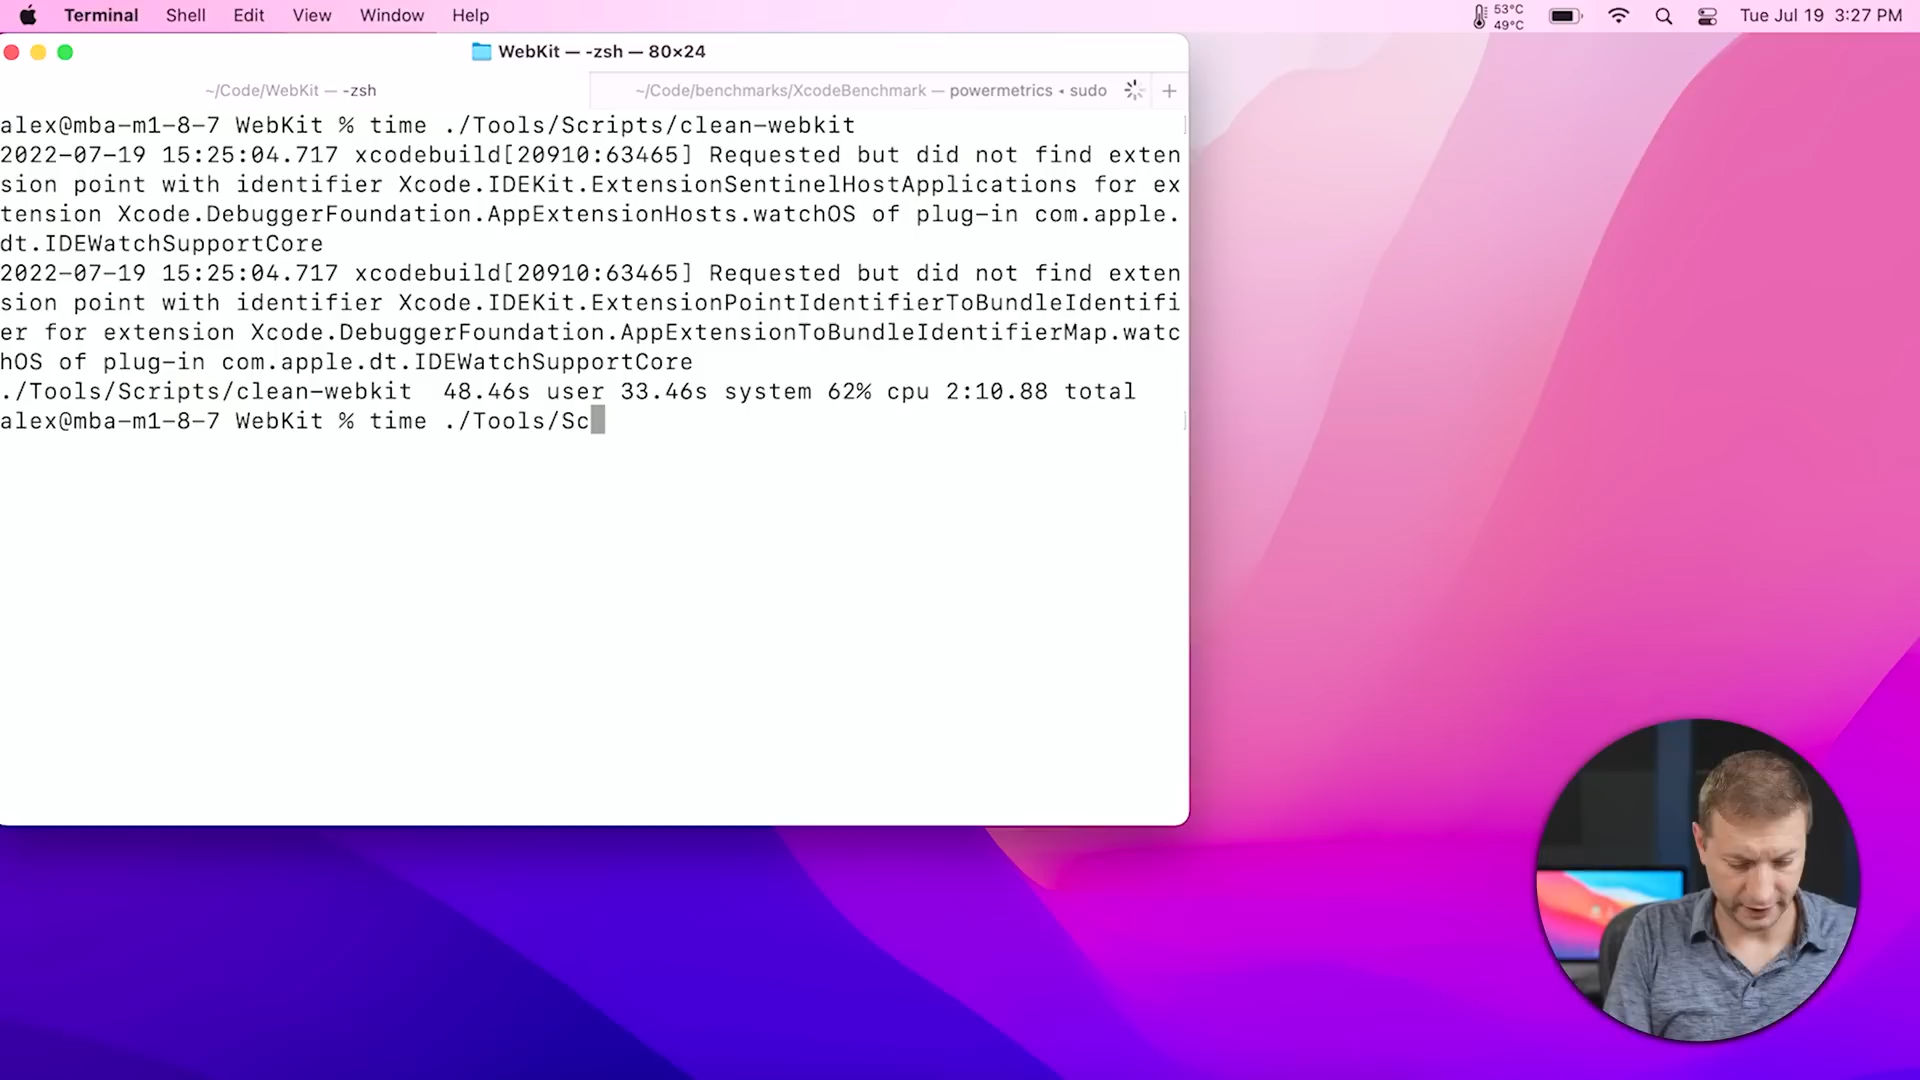 Terminal Shell Edit View Window Help 53°C 49°C Tue Jul 19 3:27 PM
WebKit — -zsh — 80×24
~/Code/WebKit — -zsh ~/Code/benchmarks/XcodeBenchmark — powermetrics ◂ sudo +
alex@mba-m1-8-7 WebKit % time ./Tools/Scripts/clean-webkit
2022-07-19 15:25:04.717 xcodebuild[20910:63465] Requested but did not find exten
sion point with identifier Xcode.IDEKit.ExtensionSentinelHostApplications for ex
tension Xcode.DebuggerFoundation.AppExtensionHosts.watchOS of plug-in com.apple.
dt.IDEWatchSupportCore
2022-07-19 15:25:04.717 xcodebuild[20910:63465] Requested but did not find exten
sion point with identifier Xcode.IDEKit.ExtensionPointIdentifierToBundleIdentifi
er for extension Xcode.DebuggerFoundation.AppExtensionToBundleIdentifierMap.watc
hOS of plug-in com.apple.dt.IDEWatchSupportCore
./Tools/Scripts/clean-webkit  48.46s user 33.46s system 62% cpu 2:10.88 total
alex@mba-m1-8-7 WebKit % time ./Tools/Sc